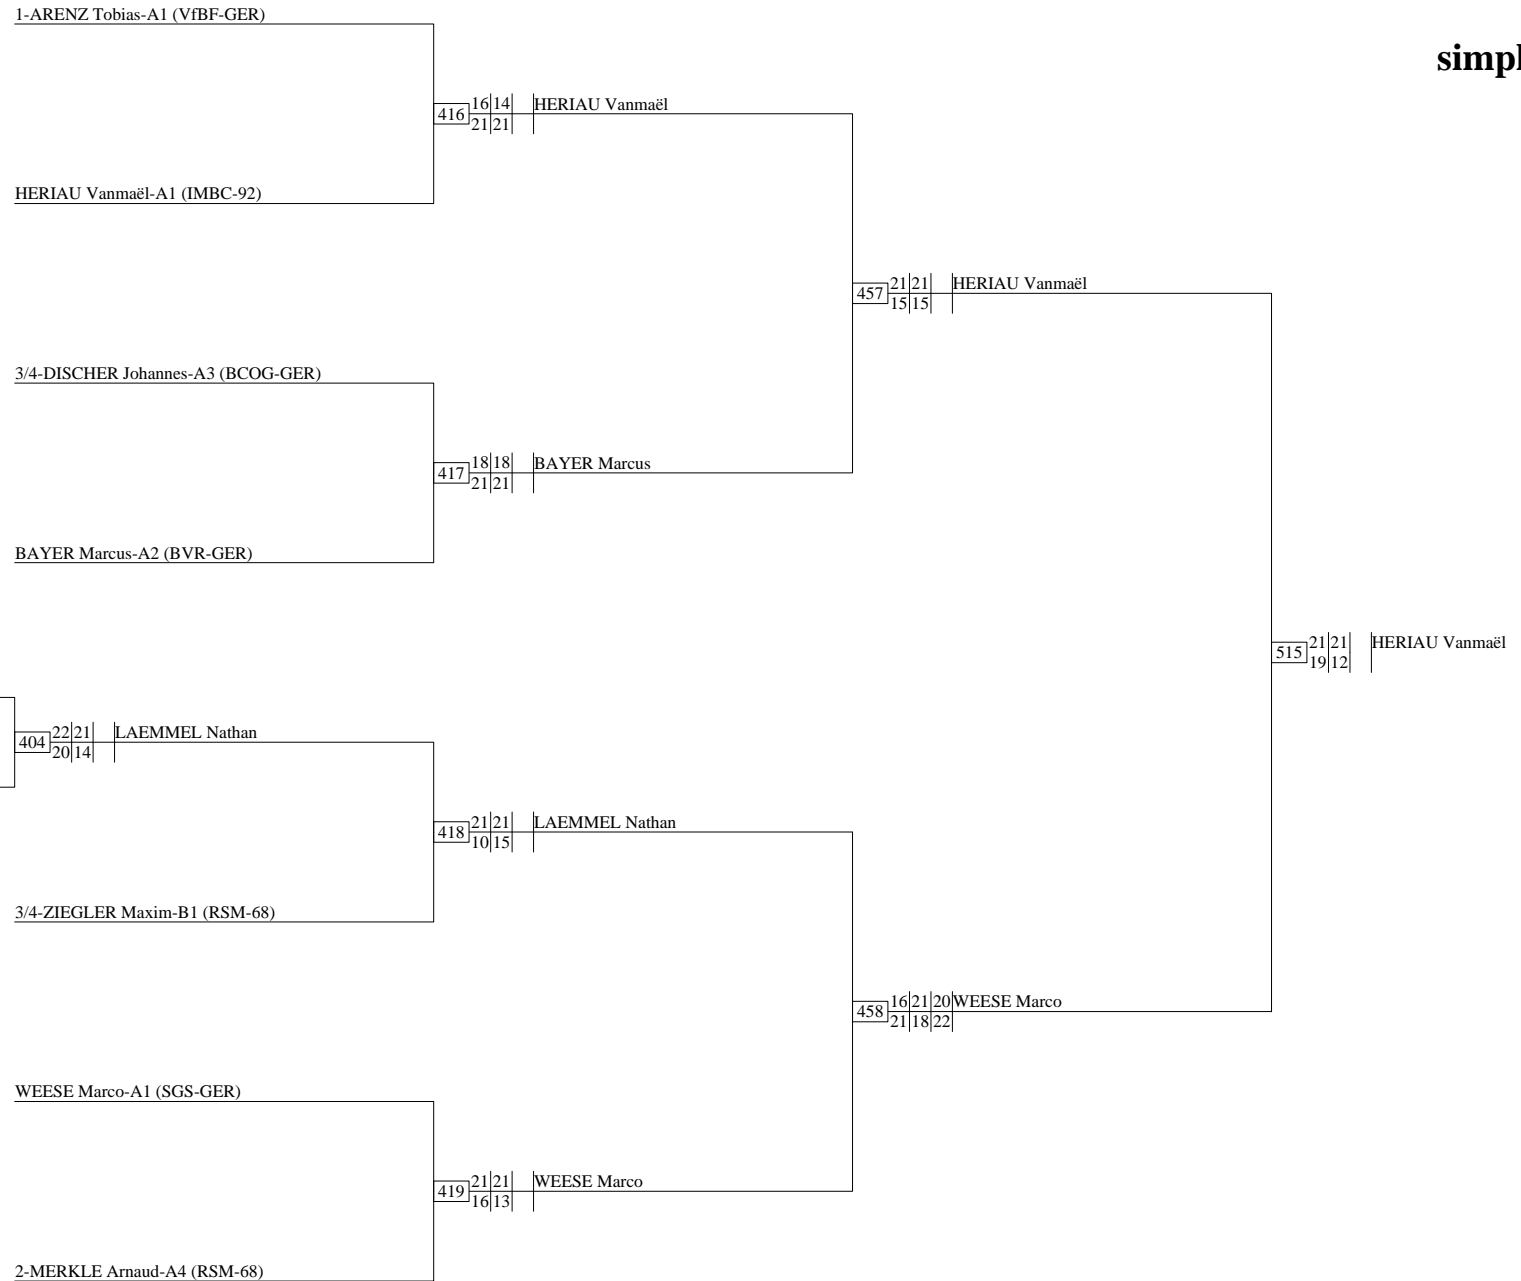 1-ARENZ Tobias-A1 (VfBF-GER)
simpl
416 16 14 HERIAU Vanmaël
21 21
HERIAU Vanmaël-A1 (IMBC-92)
457 21 21 HERIAU Vanmaël
15 15
3/4-DISCHER Johannes-A3 (BCOG-GER)
417 18 18 BAYER Marcus
21 21
BAYER Marcus-A2 (BVR-GER)
515 21 21 HERIAU Vanmaël
19 12
404 22 21 LAEMMEL Nathan
20 14
418 21 21 LAEMMEL Nathan
10 15
3/4-ZIEGLER Maxim-B1 (RSM-68)
458 16 21 20 WEESE Marco
21 18 22
WEESE Marco-A1 (SGS-GER)
419 21 21 WEESE Marco
16 13
2-MERKLE Arnaud-A4 (RSM-68)